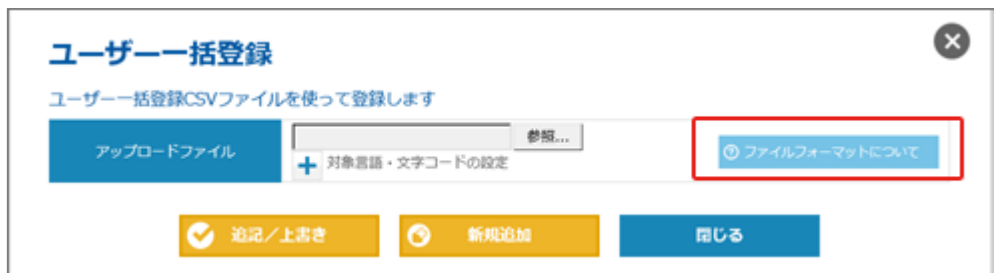 ユーザー一括登録
ユーザー一括登録CSVファイルを使って登録します
アップロードファイル
参照...
対象言語・文字コードの設定
ファイルフォーマットについて
追記／上書き
新規追加
閉じる